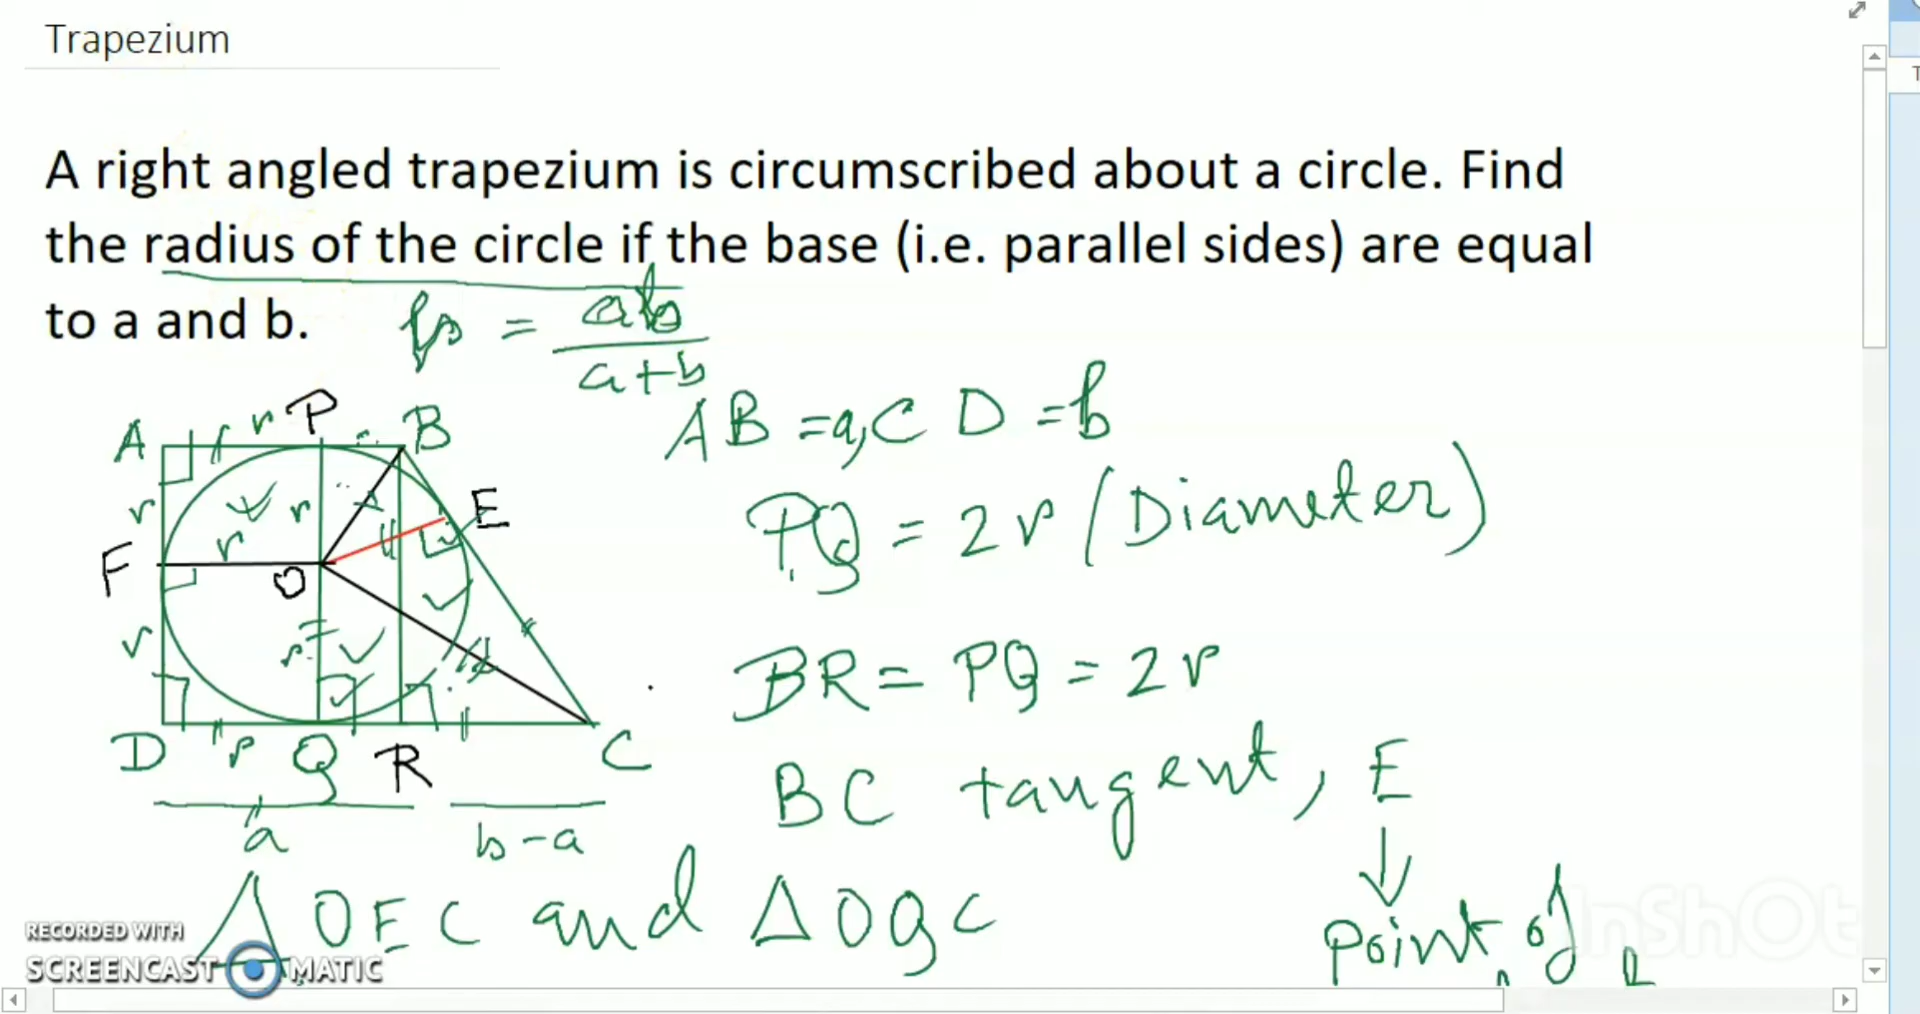 Trapezium
A right angled trapezium is circumscribed about a circle. Find
the radius of the circle if the base (i.e. parallel sides) are equal
to a and b.
r = ab
a+b
A r P B
AB = a, CD = b
r r E
PQ = 2r (Diameter)
F r O
r r
BR = PQ = 2r
D r Q R C
BC tangent, E
a b-a
△ OEC and △OQC
point of
RECORDED WITH
SCREENCAST MATIC
InShOt